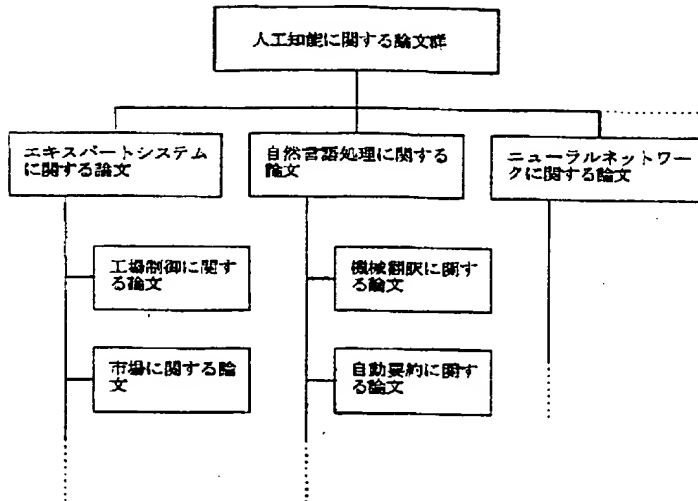 人工知能に関する論文群
エキスパートシステム
に関する論文
自然言語処理に関する
論文
ニューラルネットワー
クに関する論文
工場制御に関す
る論文
機械翻訳に関す
る論文
市場に関する論
文
自動要約に関す
る論文